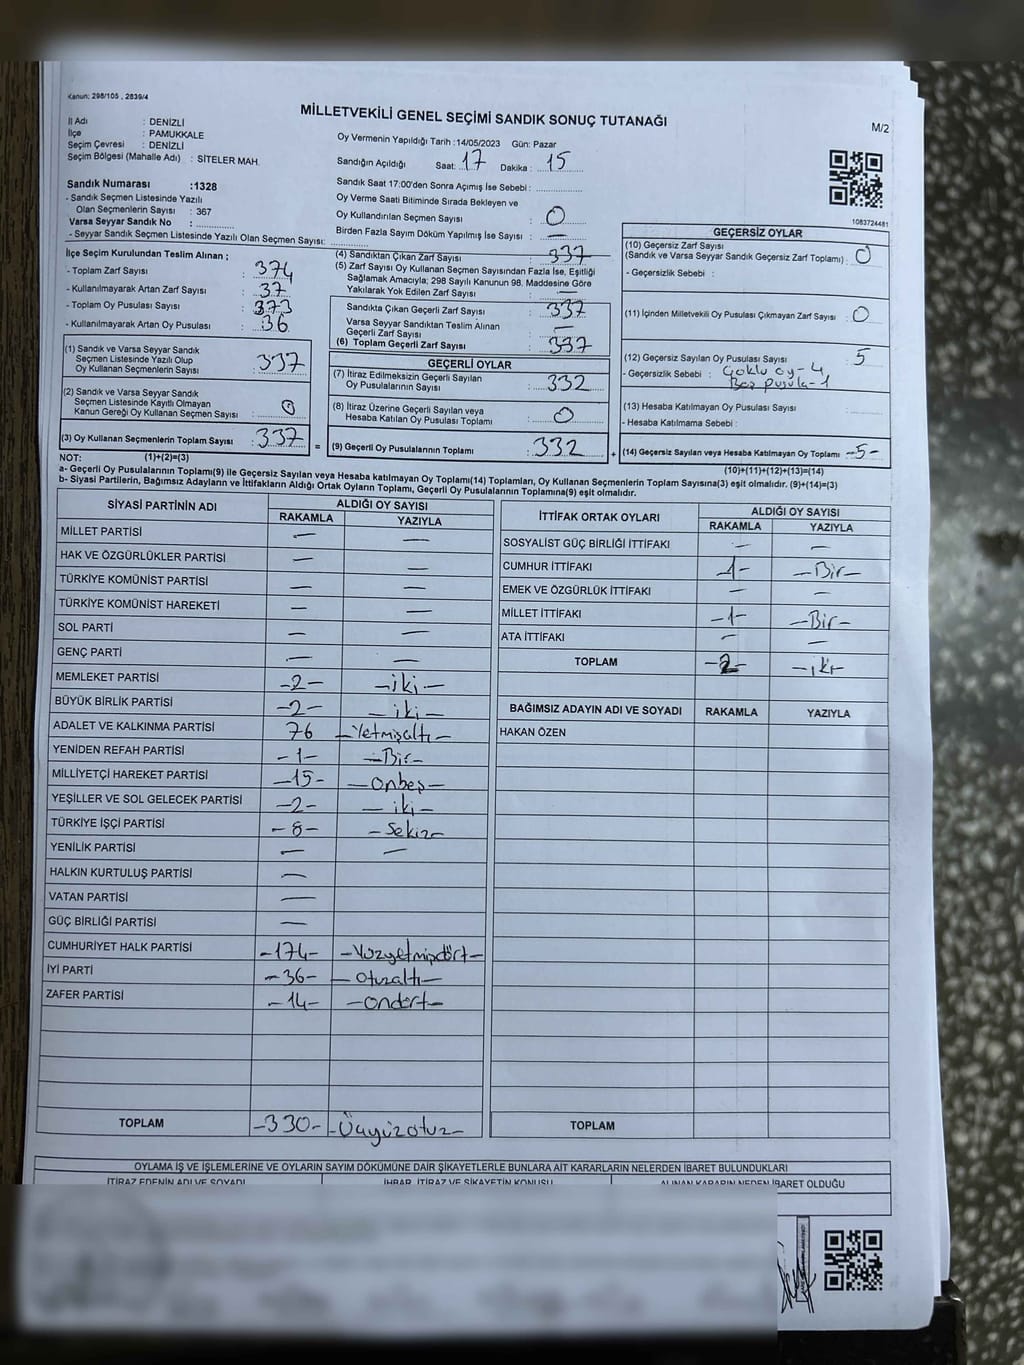 Kanun: 298/105 , 2839/4
MİLLETVEKİLİ GENEL SEÇİMİ SANDIK SONUÇ TUTANAĞI
M/2
İl Adı : DENİZLİ
İlçe : PAMUKKALE
Seçim Çevresi : DENİZLİ
Seçim Bölgesi (Mahalle Adı) : SİTELER MAH.
Sandık Numarası :1328
- Sandık Seçmen Listesinde Yazılı
Olan Seçmenlerin Sayısı : 367
Varsa Seyyar Sandık No :
- Seyyar Sandık Seçmen Listesinde Yazılı Olan Seçmen Sayısı:
Oy Vermenin Yapıldığı Tarih :14/05/2023 Gün: Pazar
Sandığın Açıldığı Saat: 17 Dakika : 15
Sandık Saat 17:00'den Sonra Açımış İse Sebebi :
Oy Verme Saati Bitiminde Sırada Bekleyen ve
Oy Kullandırılan Seçmen Sayısı : 0
Birden Fazla Sayım Döküm Yapılmış İse Sayısı : —
1083724481
İlçe Seçim Kurulundan Teslim Alınan ;
- Toplam Zarf Sayısı : 374
- Kullanılmayarak Artan Zarf Sayısı : 37
- Toplam Oy Pusulası Sayısı : 373
- Kullanılmayarak Artan Oy Pusulası : 36
(1) Sandık ve Varsa Seyyar Sandık
Seçmen Listesinde Yazılı Olup
Oy Kullanan Seçmenlerin Sayısı : 337
(2) Sandık ve Varsa Seyyar Sandık
Seçmen Listesinde Kayıtlı Olmayan
Kanun Gereği Oy Kullanan Seçmen Sayısı : 0
(3) Oy Kullanan Seçmenlerin Toplam Sayısı : 337
(4) Sandıktan Çıkan Zarf Sayısı : 337
(5) Zarf Sayısı Oy Kullanan Seçmen Sayısından Fazla İse, Eşitliği
Sağlamak Amacıyla; 298 Sayılı Kanunun 98. Maddesine Göre
Yakılarak Yok Edilen Zarf Sayısı : —
Sandıkta Çıkan Geçerli Zarf Sayısı : 337
Varsa Seyyar Sandıktan Teslim Alınan
Geçerli Zarf Sayısı : —
(6) Toplam Geçerli Zarf Sayısı : 337
GEÇERLİ OYLAR
(7) İtiraz Edilmeksizin Geçerli Sayılan
Oy Pusulalarının Sayısı : 332
(8) İtiraz Üzerine Geçerli Sayılan veya
Hesaba Katılan Oy Pusulası Toplamı : 0
= (9) Geçerli Oy Pusulalarının Toplamı : 332 +
GEÇERSİZ OYLAR
(10) Geçersiz Zarf Sayısı
(Sandık ve Varsa Seyyar Sandık Geçersiz Zarf Toplamı) : 0
- Geçersizlik Sebebi :
(11) İçinden Milletvekili Oy Pusulası Çıkmayan Zarf Sayısı : 0
(12) Geçersiz Sayılan Oy Pusulası Sayısı : 5
- Geçersizlik Sebebi : Çoklu oy-4
Boş pusula-1
(13) Hesaba Katılmayan Oy Pusulası Sayısı :
- Hesaba Katılmama Sebebi :
(14) Geçersiz Sayılan veya Hesaba Katılmayan Oy Toplamı -5-
NOT: (1)+(2)=(3)
(10)+(11)+(12)+(13)=(14)
a- Geçerli Oy Pusulalarının Toplamı(9) ile Geçersiz Sayılan veya Hesaba katılmayan Oy Toplamı(14) Toplamları, Oy Kullanan Seçmenlerin Toplam Sayısına(3) eşit olmalıdır. (9)+(14)=(3)
b- Siyasi Partilerin, Bağımsız Adayların ve İttifakların Aldığı Ortak Oyların Toplamı, Geçerli Oy Pusulalarının Toplamına(9) eşit olmalıdır.
SİYASİ PARTİNİN ADI
ALDIĞI OY SAYISI
RAKAMLA YAZIYLA
MİLLET PARTİSİ — —
HAK VE ÖZGÜRLÜKLER PARTİSİ — —
TÜRKİYE KOMÜNİST PARTİSİ — —
TÜRKİYE KOMÜNİST HAREKETİ — —
SOL PARTİ — —
GENÇ PARTİ — —
MEMLEKET PARTİSİ -2- -iki-
BÜYÜK BİRLİK PARTİSİ -2- -iki-
ADALET VE KALKINMA PARTİSİ 76 -Yetmişaltı-
YENİDEN REFAH PARTİSİ -1- -Bir-
MİLLİYETÇİ HAREKET PARTİSİ -15- -Onbeş-
YEŞİLLER VE SOL GELECEK PARTİSİ -2- -iki-
TÜRKİYE İŞÇİ PARTİSİ -8- -Sekiz-
YENİLİK PARTİSİ — —
HALKIN KURTULUŞ PARTİSİ —
VATAN PARTİSİ —
GÜÇ BİRLİĞİ PARTİSİ —
CUMHURİYET HALK PARTİSİ -174- -Yüzyetmişdört-
İYİ PARTİ -36- -Otuzaltı-
ZAFER PARTİSİ -14- -Ondört-
TOPLAM -330- -Üçyüzotuz-
İTTİFAK ORTAK OYLARI
ALDIĞI OY SAYISI
RAKAMLA YAZIYLA
SOSYALİST GÜÇ BİRLİĞİ İTTİFAKI — —
CUMHUR İTTİFAKI -1- -Bir-
EMEK VE ÖZGÜRLÜK İTTİFAKI — —
MİLLET İTTİFAKI -1- -Bir-
ATA İTTİFAKI — —
TOPLAM -2- -iki-
BAĞIMSIZ ADAYIN ADI VE SOYADI RAKAMLA YAZIYLA
HAKAN ÖZEN
TOPLAM
OYLAMA İŞ VE İŞLEMLERİNE VE OYLARIN SAYIM DÖKÜMÜNE DAİR ŞİKAYETLERLE BUNLARA AİT KARARLARIN NELERDEN İBARET BULUNDUKLARI
İTİRAZ EDENİN ADI VE SOYADI İHBAR, İTİRAZ VE ŞİKAYETİN KONUSU ALINAN KARARIN NEDEN İBARET OLDUĞU